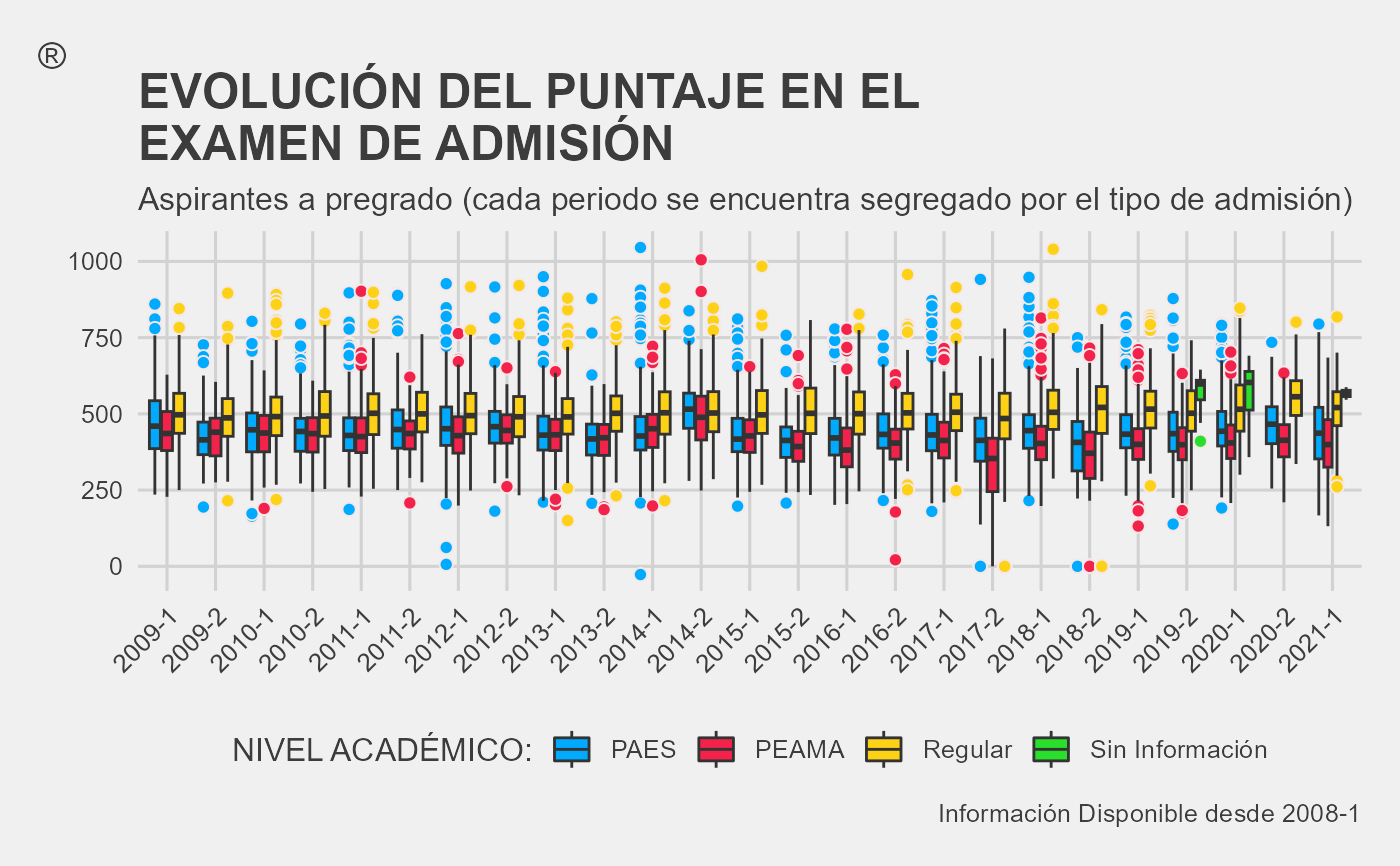 ®
EVOLUCIÓN DEL PUNTAJE EN EL
EXAMEN DE ADMISIÓN
Aspirantes a pregrado (cada periodo se encuentra segregado por el tipo de admisión)
1000
750
500
250
0
2009-1 2009-2 2010-1 2010-2 2011-1 2011-2 2012-1 2012-2 2013-1 2013-2 2014-1 2014-2 2015-1 2015-2 2016-1 2016-2 2017-1 2017-2 2018-1 2018-2 2019-1 2019-2 2020-1 2020-2 2021-1
NIVEL ACADÉMICO: PAES PEAMA Regular Sin Información
Información Disponible desde 2008-1